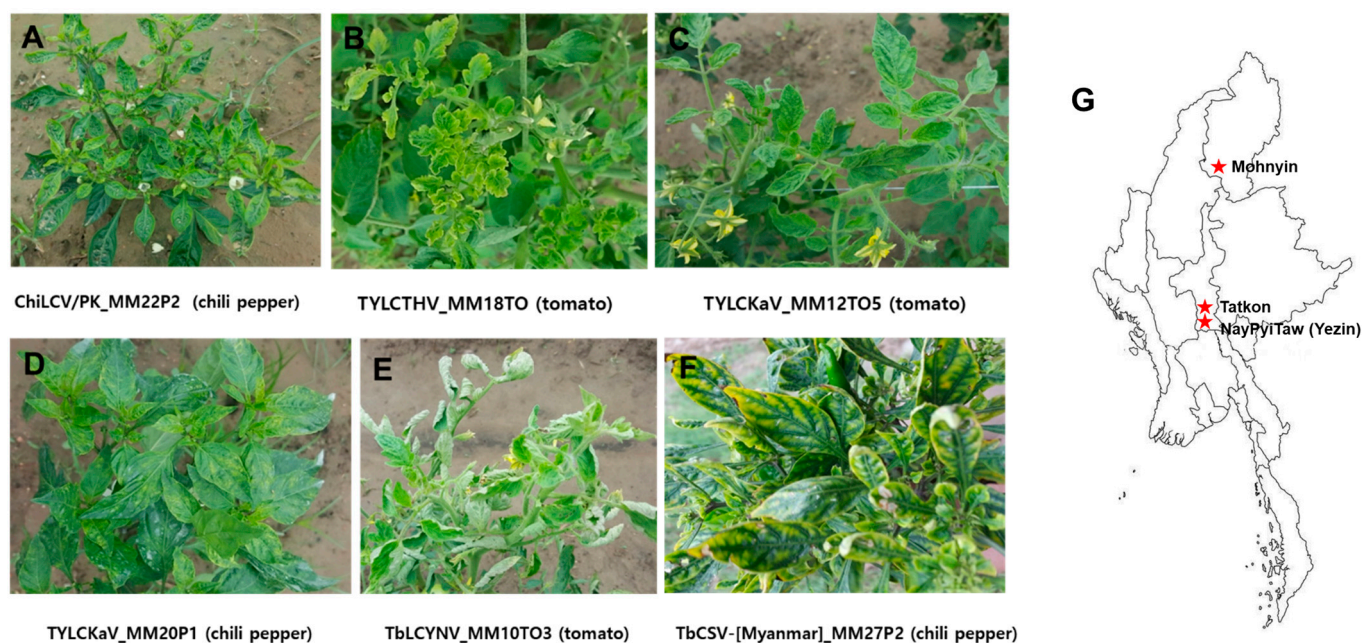 A
B
C
G
Mohnyin
Tatkon
NayPyiTaw (Yezin)
ChiLCV/PK_MM22P2 (chili pepper)
TYLCTHV_MM18TO (tomato)
TYLCKaV_MM12TO5 (tomato)
D
E
F
TYLCKaV_MM20P1 (chili pepper)
TbLCYNV_MM10TO3 (tomato)
TbCSV-[Myanmar]_MM27P2 (chili pepper)